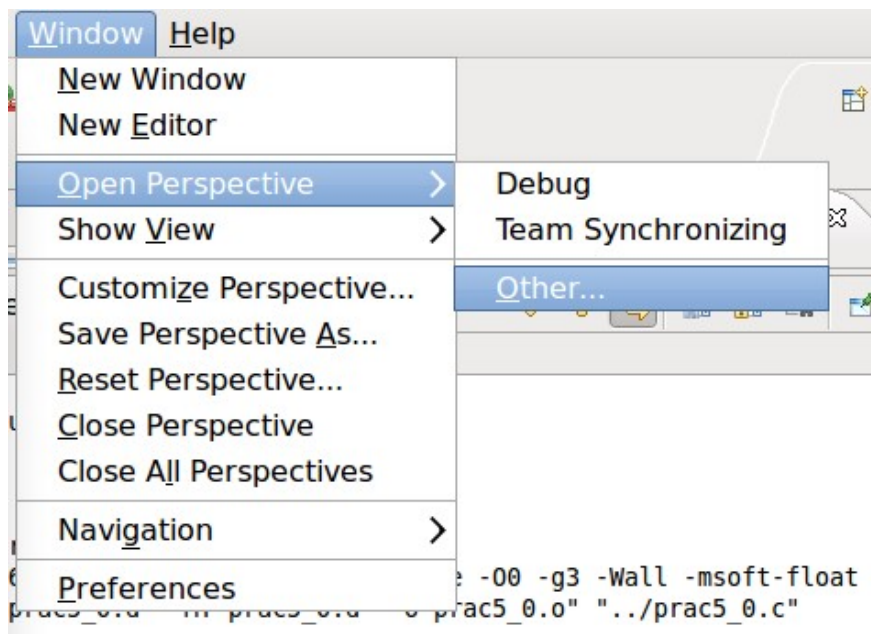 Window Help
New Window
New Editor
Open Perspective
Debug
Show View
Team Synchronizing
Customize Perspective...
Other...
Save Perspective As...
Reset Perspective...
Close Perspective
Close All Perspectives
Navigation
-O0 -g3 -Wall -msoft-float
Preferences
prac5_0.o" "../prac5_0.c"